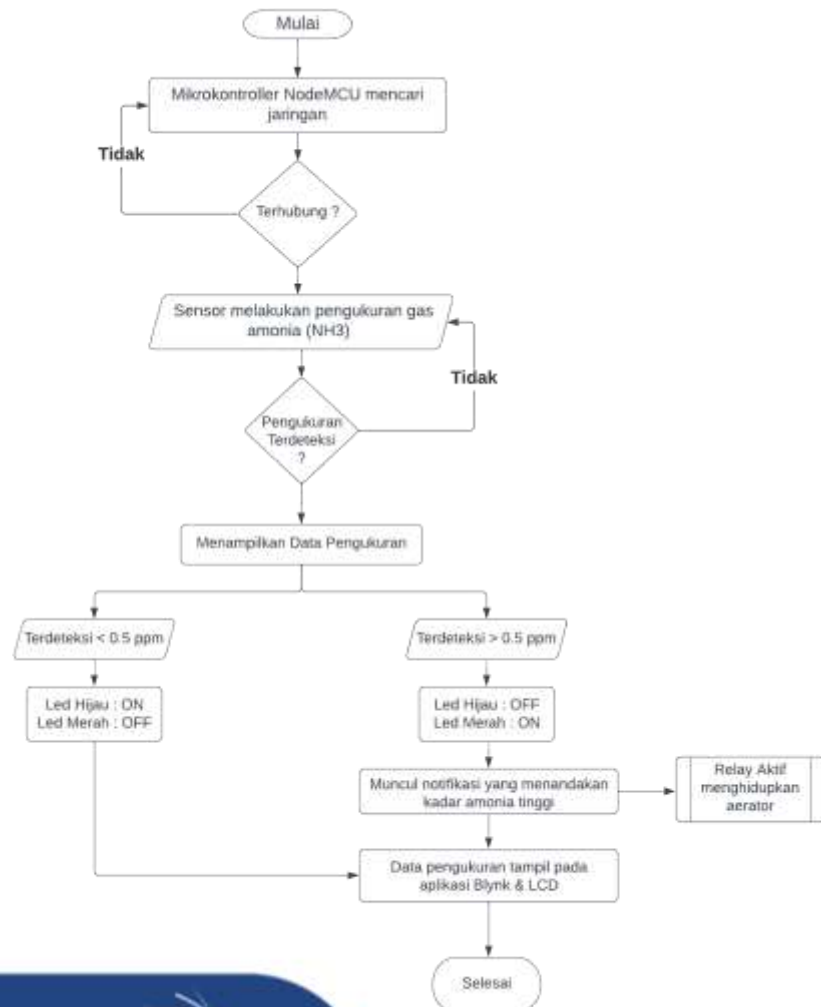 Mulai
Mikrokontroller NodeMCU mencari
jaringan
Tidak
Terhubung ?
Sensor melakukan pengukuran gas
amonia (NH3)
Tidak
Pengukuran
Terdeteksi
?
Menampilkan Data Pengukuran
Terdeteksi < 0.5 ppm
Terdeteksi > 0.5 ppm
Led Hijau : ON
Led Merah : OFF
Led Hijau : OFF
Led Merah : ON
Muncul notifikasi yang menandakan
kadar amonia tinggi
Relay Aktif
menghidupkan
aerator
Data pengukuran tampil pada
aplikasi Blynk & LCD
Selesai